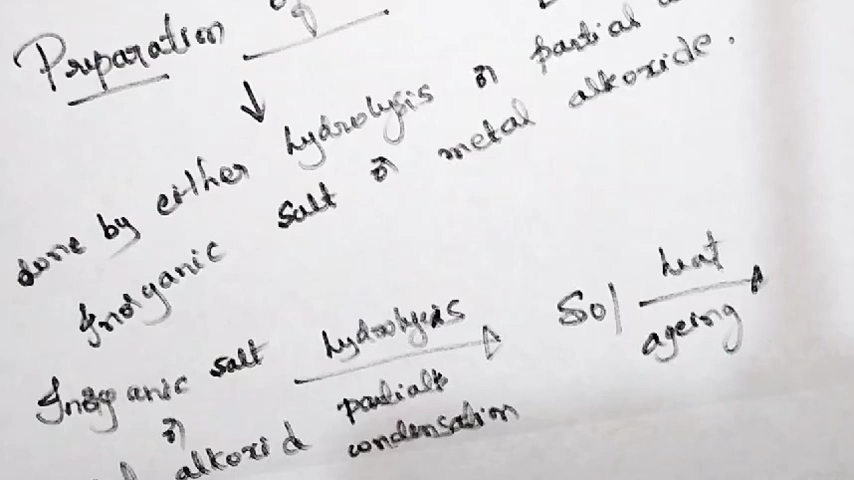 Preparation of
↓
done by either hydrolysis or partial
Inorganic salt or metal alkoxide.
Inorganic salt hydrolysis → Sol heat →
or partial condensation ageing
alkoxid